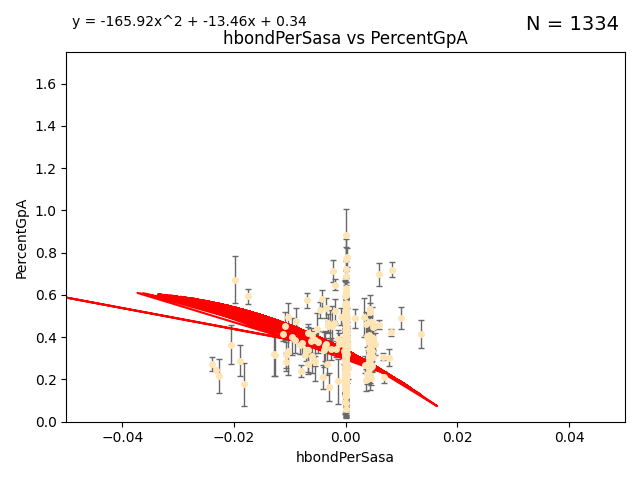 y = -165.92x^2 + -13.46x + 0.34
N = 1334
hbondPerSasa vs PercentGpA
PercentGpA
1.6
1.4
1.2
1.0
0.8
0.6
0.4
0.2
0.0
−0.04
−0.02
0.00
0.02
0.04
hbondPerSasa